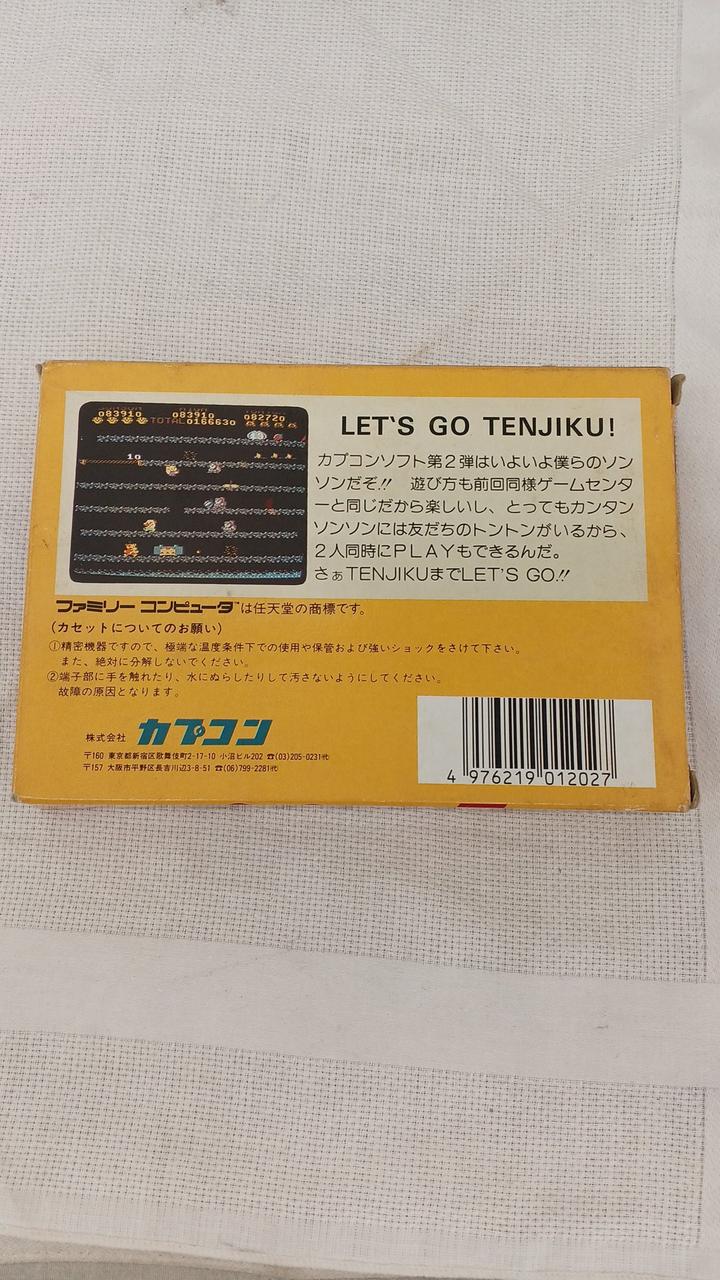 083910 083910 082720
TOTAL 0166630
10
LET'S GO TENJIKU!
カプコンソフト第2弾はいよいよ僕らのソン
ソンだぞ!! 遊び方も前回同様ゲームセンタ
ーと同じだから楽しいし、とってもカンタン
ソンソンには友だちのトントンがいるから、
2人同時にPLAYもできるんだ。
さぁTENJIKUまでLET'S GO!!
ファミリー コンピュータ™は任天堂の商標です。
(カセットについてのお願い)
①精密機器ですので、極端な温度条件下での使用や保管および強いショックをさけて下さい。
また、絶対に分解しないでください。
②端子部に手を触れたり、水にぬらしたりして汚さないようにしてください。
故障の原因となります。
株式会社 カプコン
〒160 東京都新宿区歌舞伎町2-17-10 小沼ビル202 ☎(03)205-0231㈹
〒157 大阪市平野区長吉川辺3-8-51 ☎(06)799-2281㈹
4 976219 012027